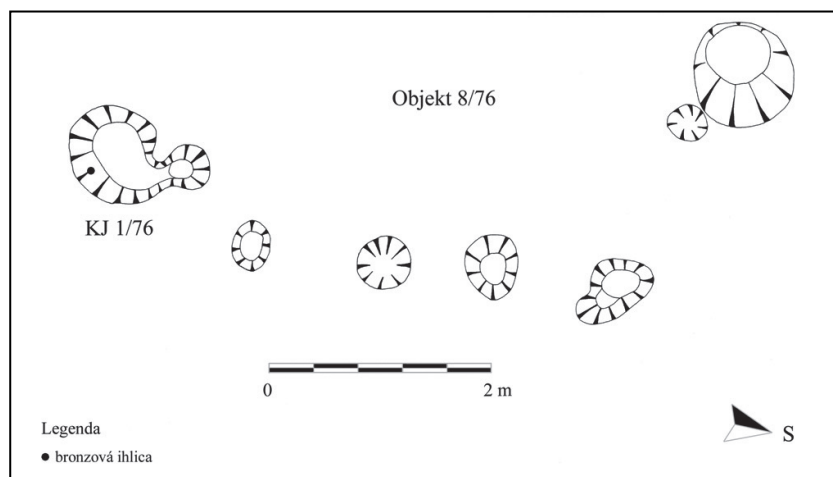 Objekt 8/76
KJ 1/76
0 2 m
Legenda
bronzová ihlica
S